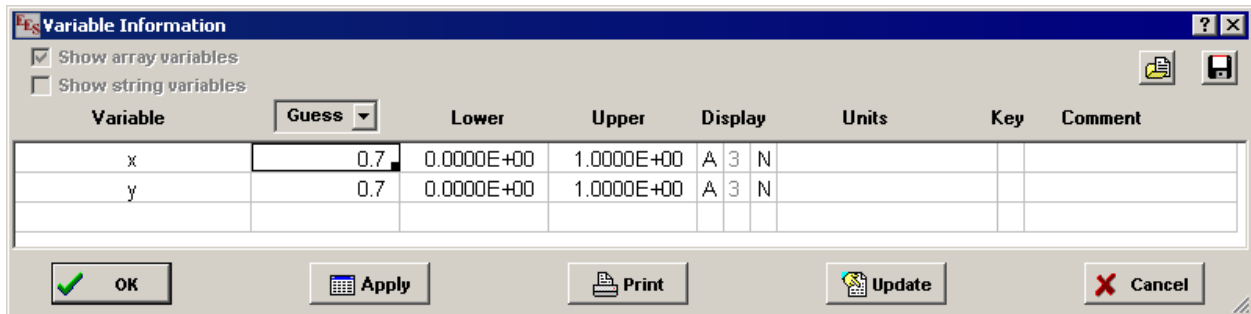 EES Variable Information
Show array variables
Show string variables
Variable Guess Lower Upper Display Units Key Comment
x 0.7 0.0000E+00 1.0000E+00 A 3 N
y 0.7 0.0000E+00 1.0000E+00 A 3 N
OK Apply Print Update Cancel